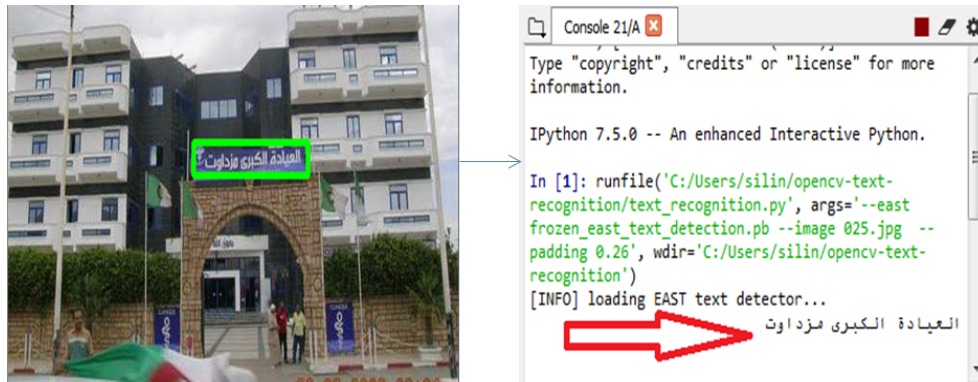 العيادة الكبرى مزداوت
CLINIQUE
Console 21/A
Type "copyright", "credits" or "license" for more
information.
IPython 7.5.0 -- An enhanced Interactive Python.
In [1]: runfile('C:/Users/silin/opencv-text-
recognition/text_recognition.py', args='--east
frozen_east_text_detection.pb --image 025.jpg --
padding 0.26', wdir='C:/Users/silin/opencv-text-
recognition')
[INFO] loading EAST text detector...
العيادة الكبرى مزداوت